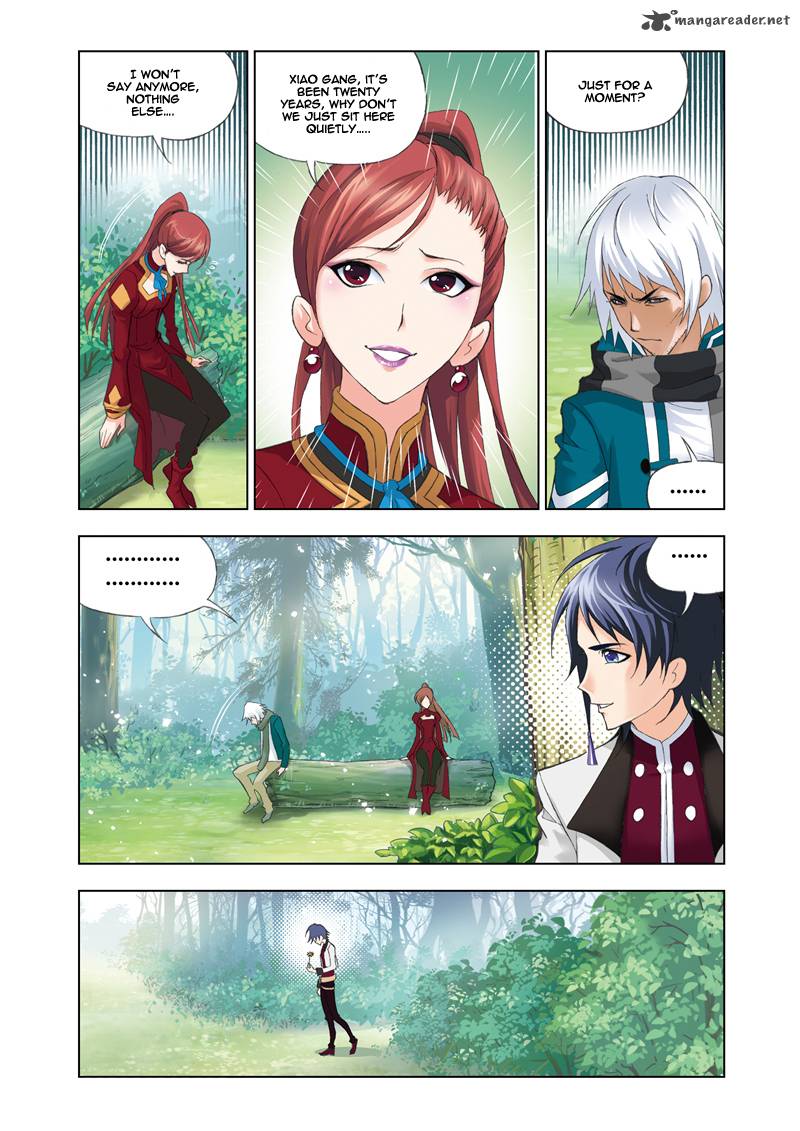 mangareader.net
I WON'T
SAY ANYMORE,
NOTHING
ELSE....
XIAO GANG, IT'S
BEEN TWENTY
YEARS, WHY DON'T
WE JUST SIT HERE
QUIETLY.....
JUST FOR A
MOMENT?
......
............
............
......